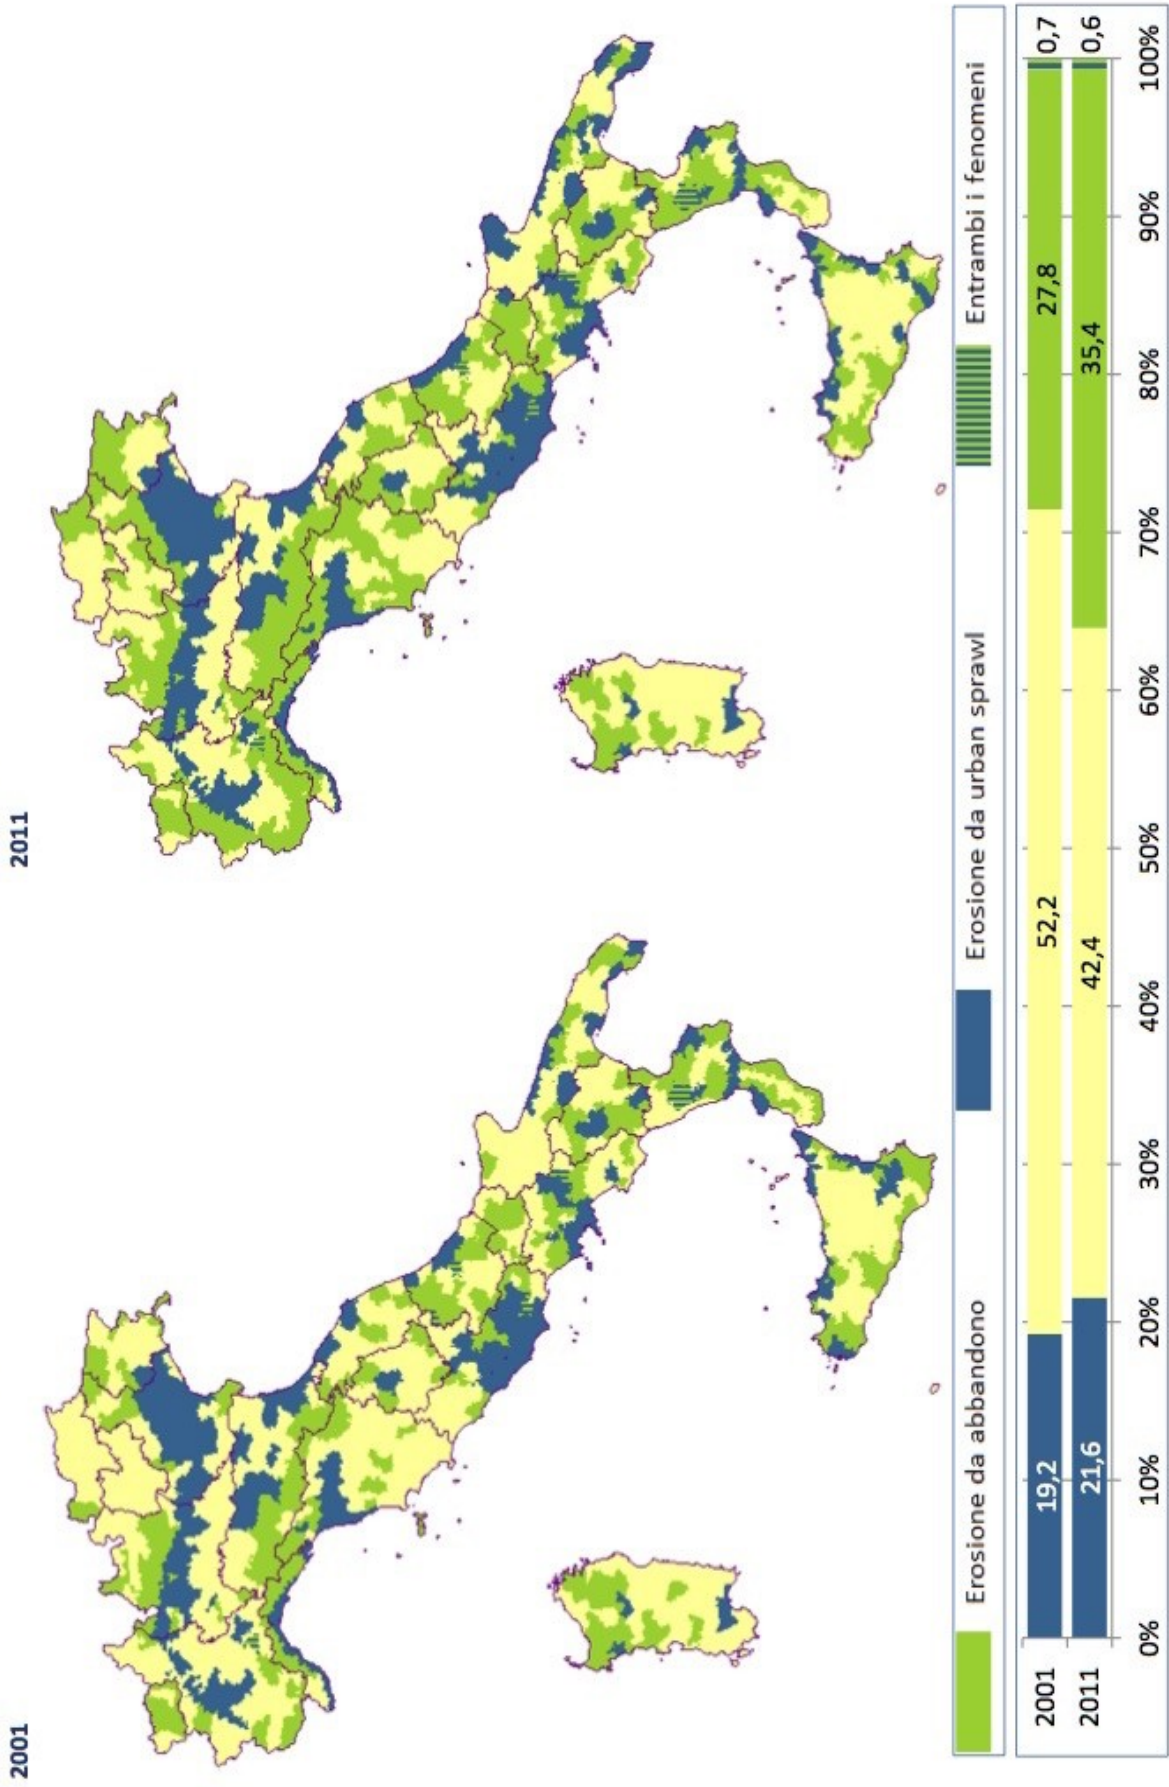 2001
2011
Erosione da abbandono
Erosione da urban sprawl
Entrambi i fenomeni
2001 19,2 52,2 27,8 0,7
2011 21,6 42,4 35,4 0,6
0% 10% 20% 30% 40% 50% 60% 70% 80% 90% 100%